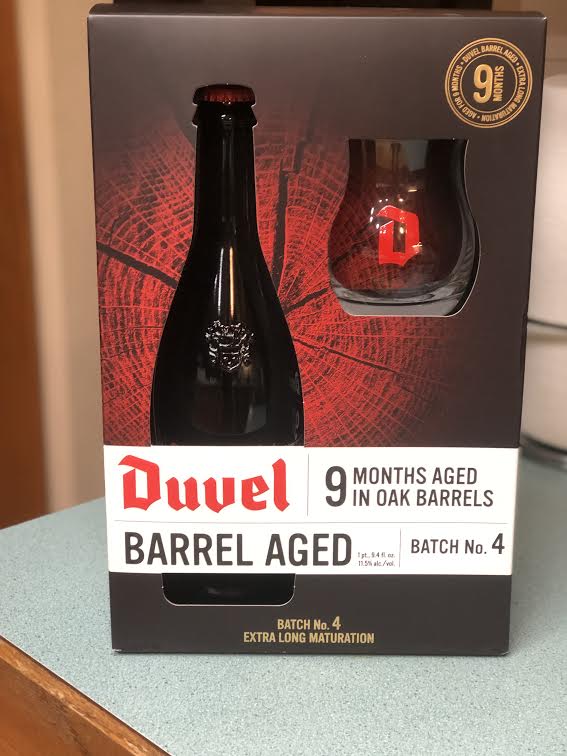 DUVEL BARREL AGED • EXTRA LONG MATURATION • AGED FOR 9 MONTHS •
9 MONTHS
D
Duvel
9 MONTHS AGED
IN OAK BARRELS
BARREL AGED
1 pt., 9.4 fl. oz.
11.5% alc./vol.
BATCH No. 4
BATCH No. 4
EXTRA LONG MATURATION